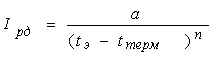 I рд = a / (t э − t терм )ⁿ